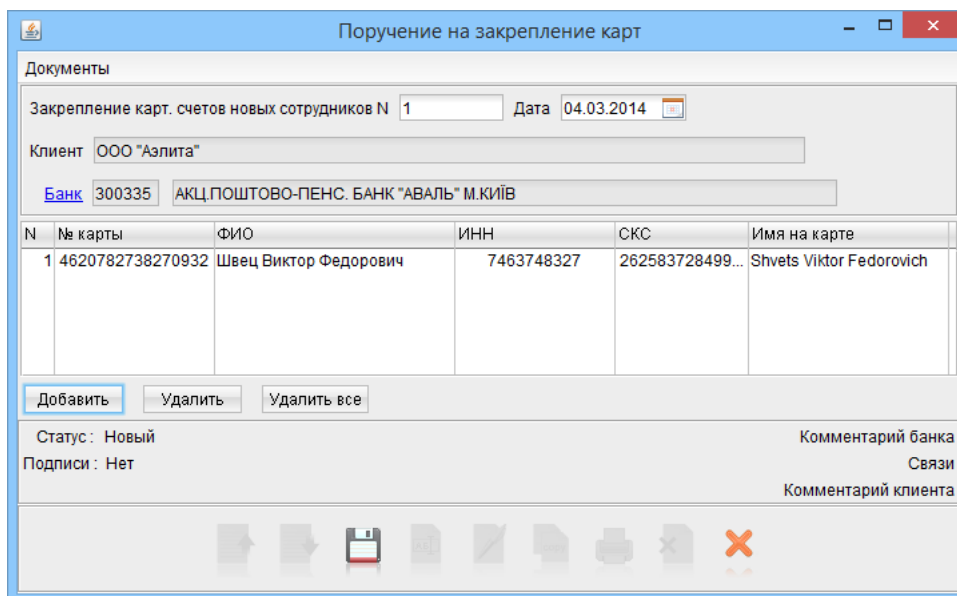 Поручение на закрепление карт
Документы
Закрепление карт. счетов новых сотрудников N 1 Дата 04.03.2014
Клиент ООО "Аэлита"
Банк 300335 АКЦ.ПОШТОВО-ПЕНС. БАНК "АВАЛЬ" М.КИЇВ
N № карты ФИО ИНН СКС Имя на карте
1 4620782738270932 Швец Виктор Федорович 7463748327 262583728499... Shvets Viktor Fedorovich
Добавить Удалить Удалить все
Статус : Новый Комментарий банка
Подписи : Нет Связи
Комментарий клиента